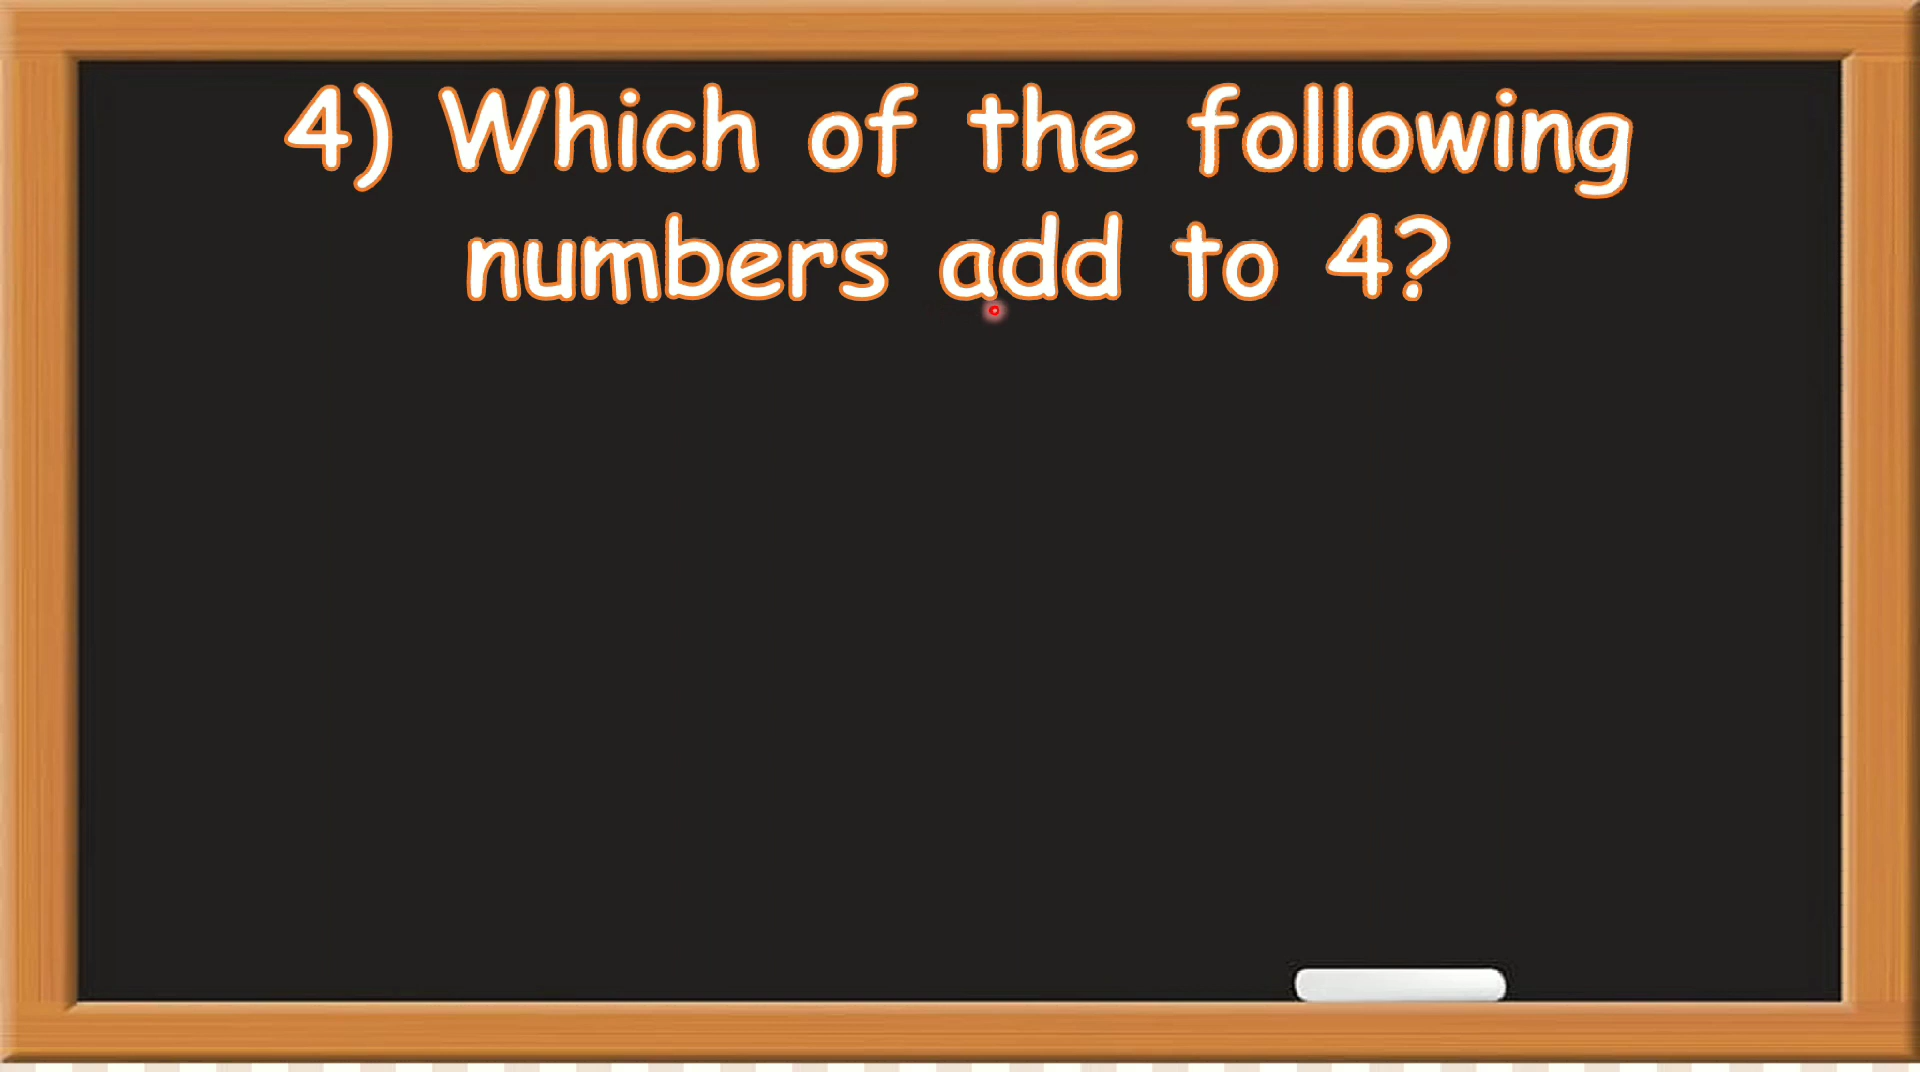 4) Which of the following
numbers add to 4?